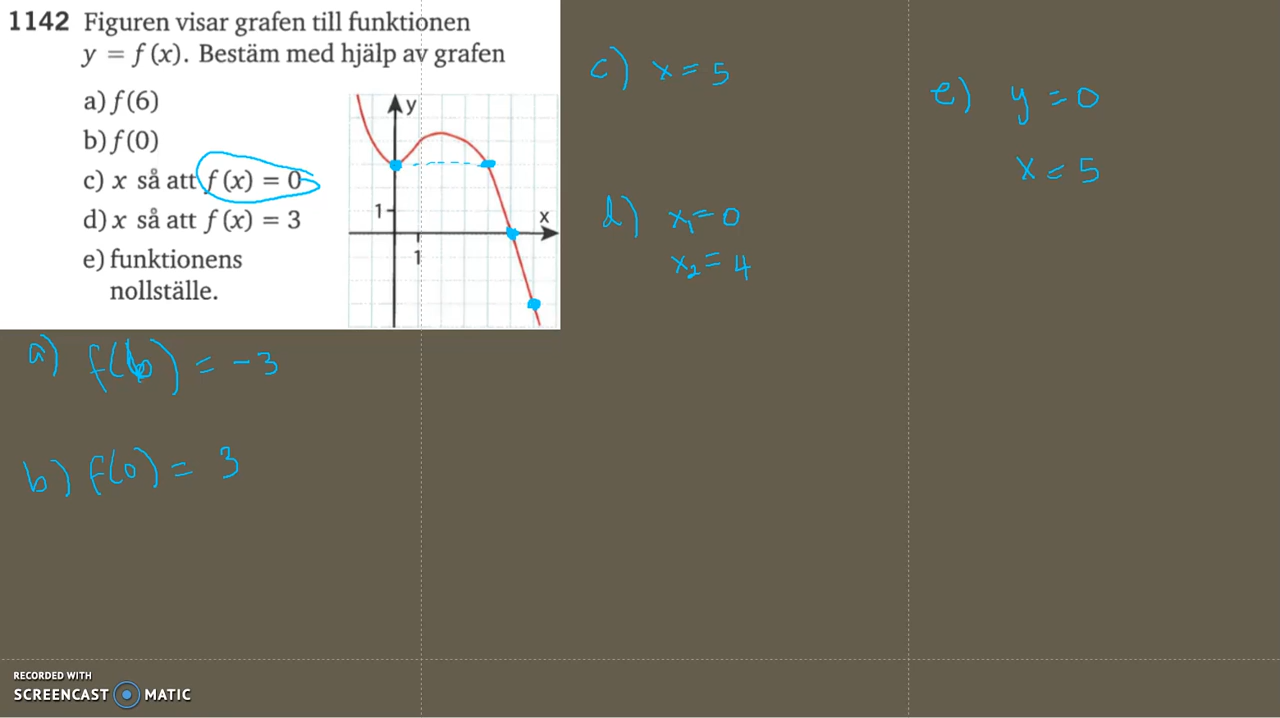 1142 Figuren visar grafen till funktionen
y = f(x). Bestäm med hjälp av grafen
a) f(6)
b) f(0)
c) x så att f(x) = 0
d) x så att f(x) = 3
e) funktionens
nollställe.
y
x
1
1
a) f(6) = -3
b) f(0) = 3
c) x = 5
d) x₁ = 0
x₂ = 4
e) y = 0
x = 5
RECORDED WITH
SCREENCAST MATIC